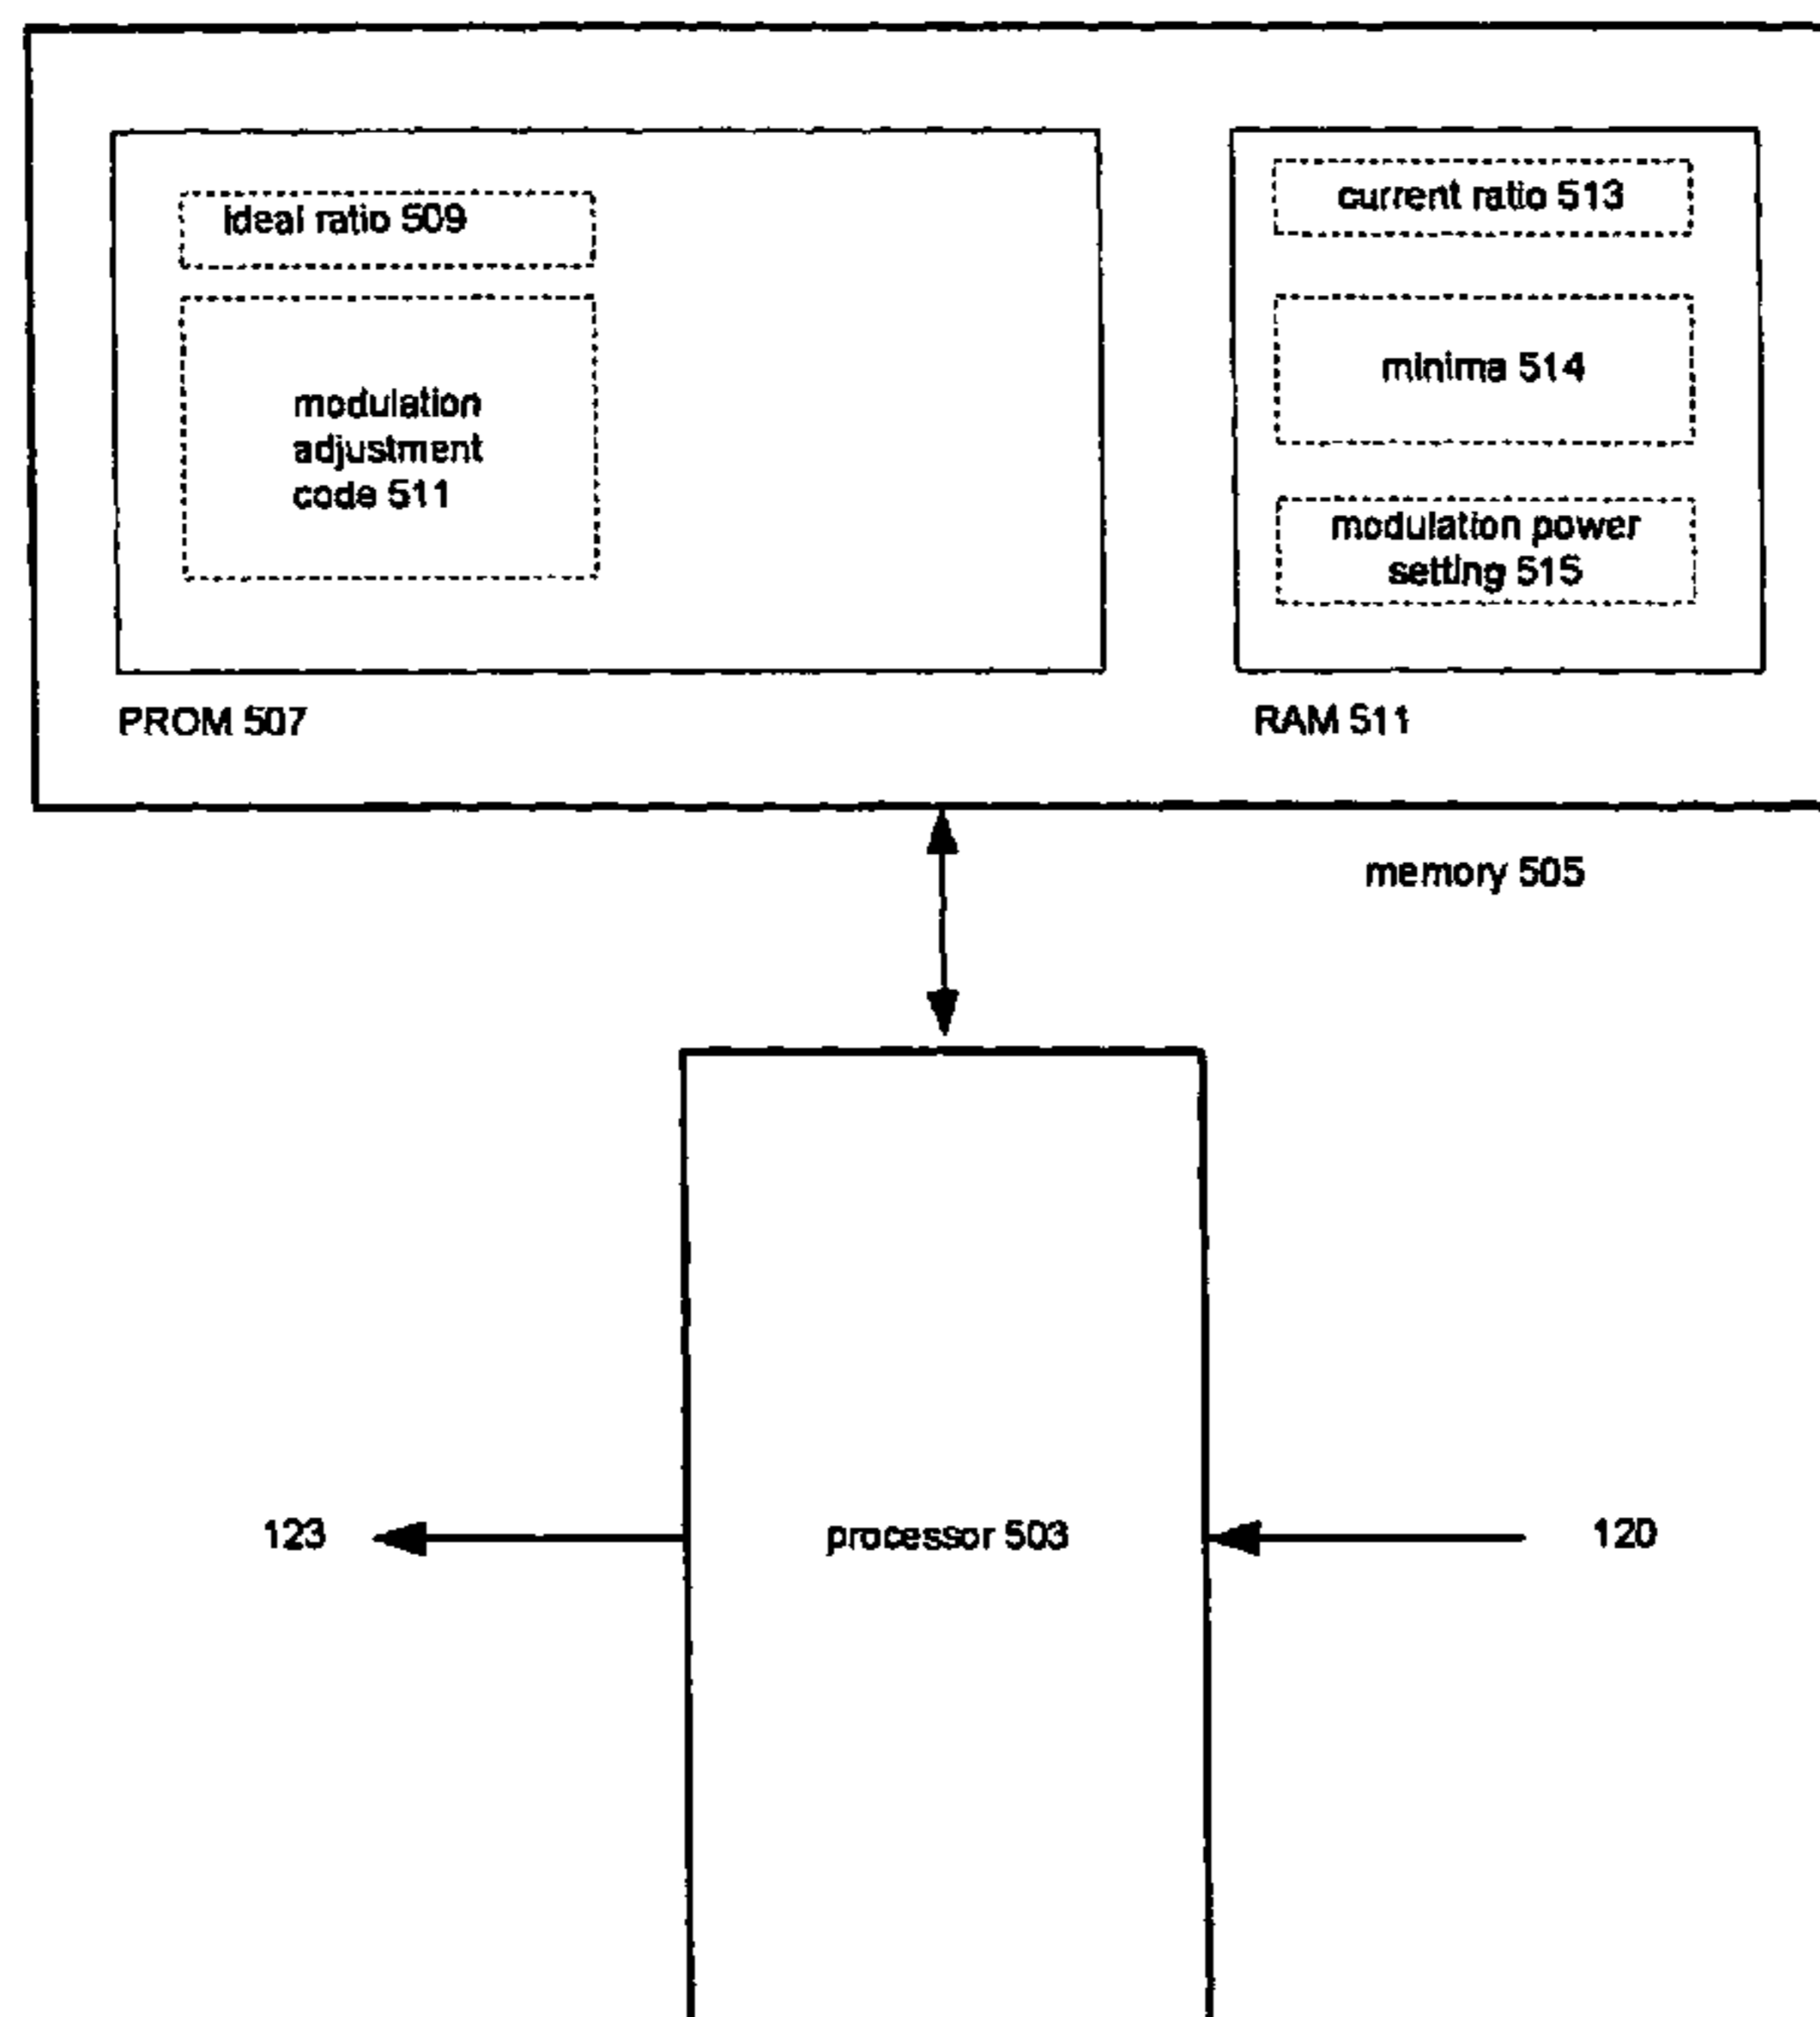 ideal ratio 509
modulation
adjustment
code 511
current ratio 513
minima 514
modulation power
setting 515
PROM 507
RAM 511
memory 505
123
processor 503
120